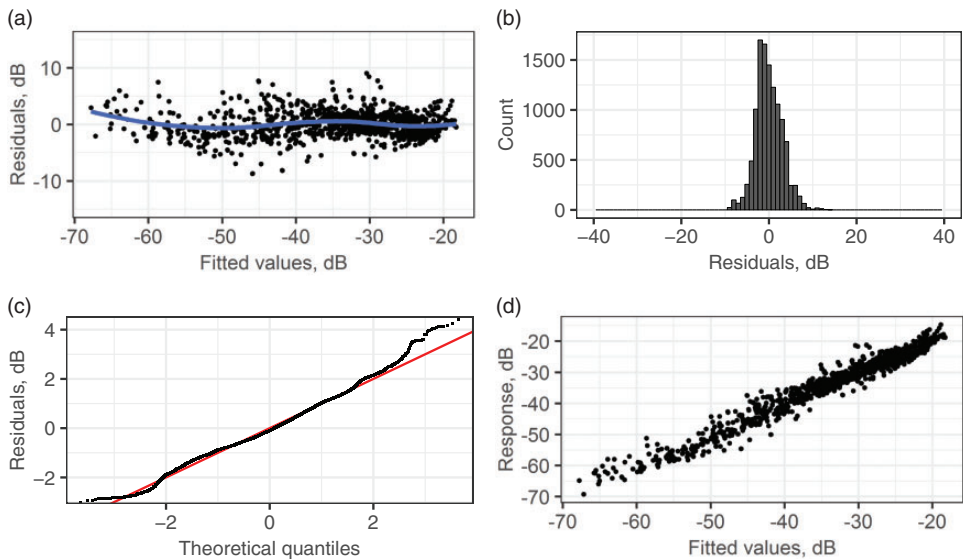 (a)
10
0
-10
Residuals, dB
-70 -60 -50 -40 -30 -20
Fitted values, dB
(b)
1500
1000
500
0
Count
−40 −20 0 20 40
Residuals, dB
(c)
4
2
0
−2
Residuals, dB
−2 0 2
Theoretical quantiles
(d)
-20
-30
-40
-50
-60
-70
Response, dB
-70 -60 -50 -40 -30 -20
Fitted values, dB